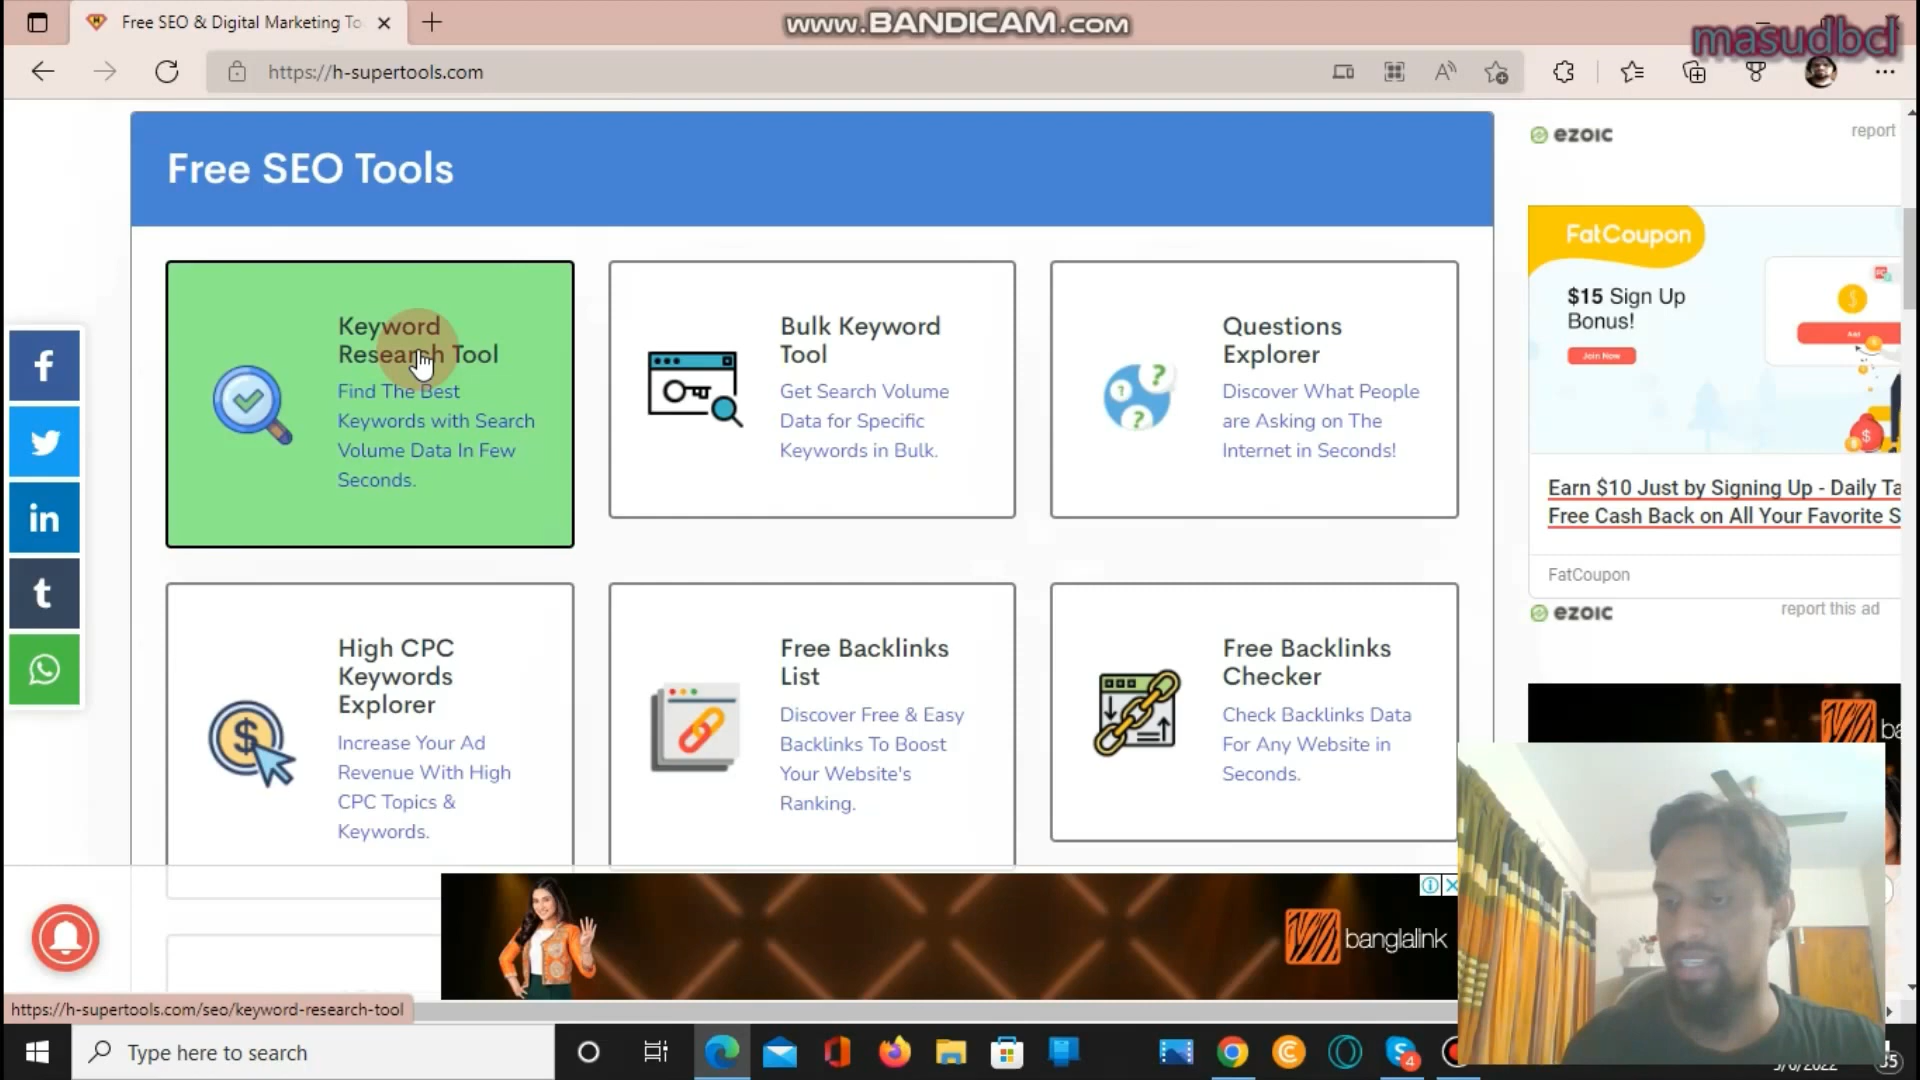 Free SEO & Digital Marketing To
www.BANDICAM.com
masudbcl
https://h-supertools.com
Free SEO Tools
Keyword
Research Tool
Find The Best
Keywords with Search
Volume Data In Few
Seconds.
Bulk Keyword
Tool
Get Search Volume
Data for Specific
Keywords in Bulk.
Questions
Explorer
Discover What People
are Asking on The
Internet in Seconds!
High CPC
Keywords
Explorer
Increase Your Ad
Revenue With High
CPC Topics &
Keywords.
Free Backlinks
List
Discover Free & Easy
Backlinks To Boost
Your Website's
Ranking.
Free Backlinks
Checker
Check Backlinks Data
For Any Website in
Seconds.
ezoic
report
FatCoupon
$15 Sign Up
Bonus!
Join Now
Add
Earn $10 Just by Signing Up - Daily Ta
Free Cash Back on All Your Favorite S
FatCoupon
ezoic
report this ad
banglalink
https://h-supertools.com/seo/keyword-research-tool
Type here to search
4
35